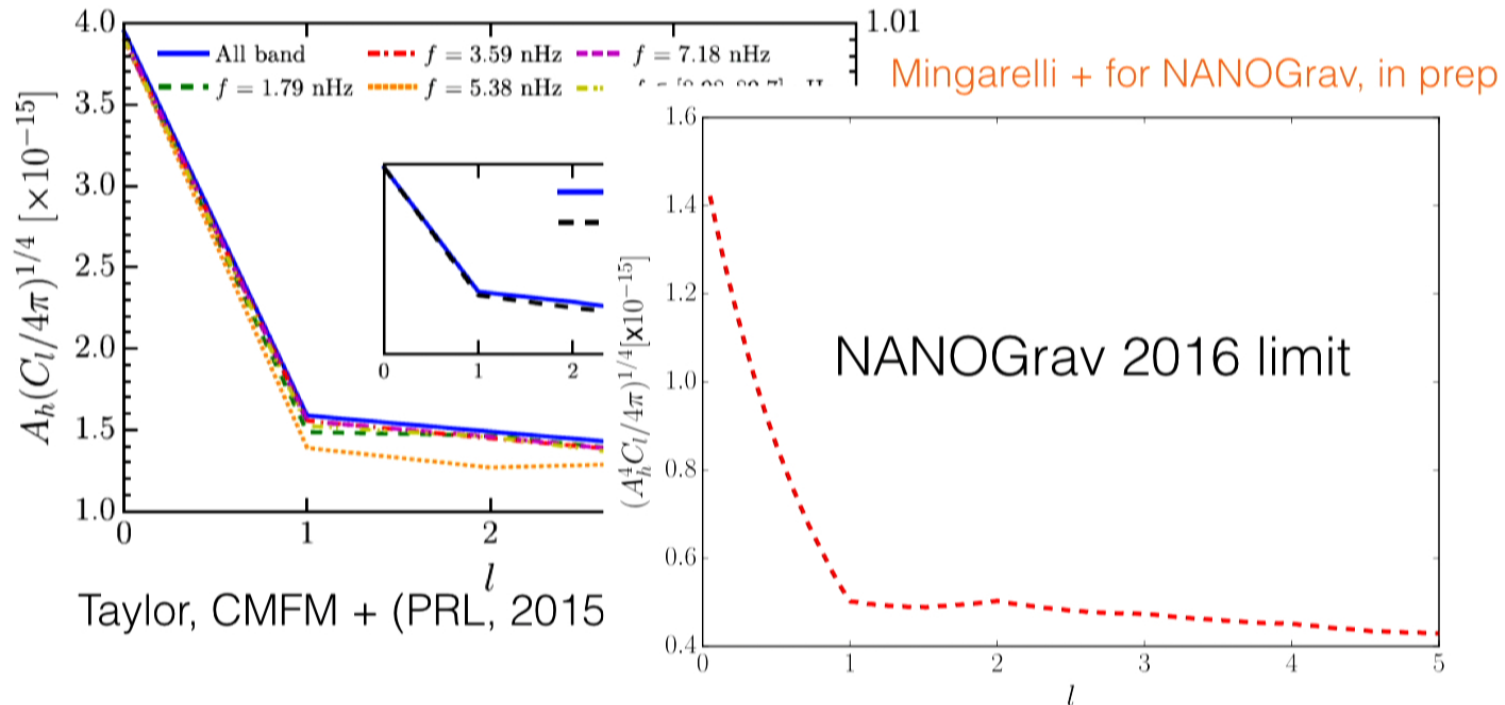 4.0
3.5
3.0
2.5
2.0
1.5
1.0
A_h(C_l/4π)^{1/4} [×10^{-15}]
All band
f = 3.59 nHz
f = 7.18 nHz
f = 1.79 nHz
f = 5.38 nHz
1.01
0 1 2
0 1 2
l
Taylor, CMFM + (PRL, 2015
Mingarelli + for NANOGrav, in prep
1.6
1.4
1.2
1.0
0.8
0.6
0.4
(A_h^4 C_l/4π)^{1/4}[x10^{-15}]
NANOGrav 2016 limit
0 1 2 3 4 5
l